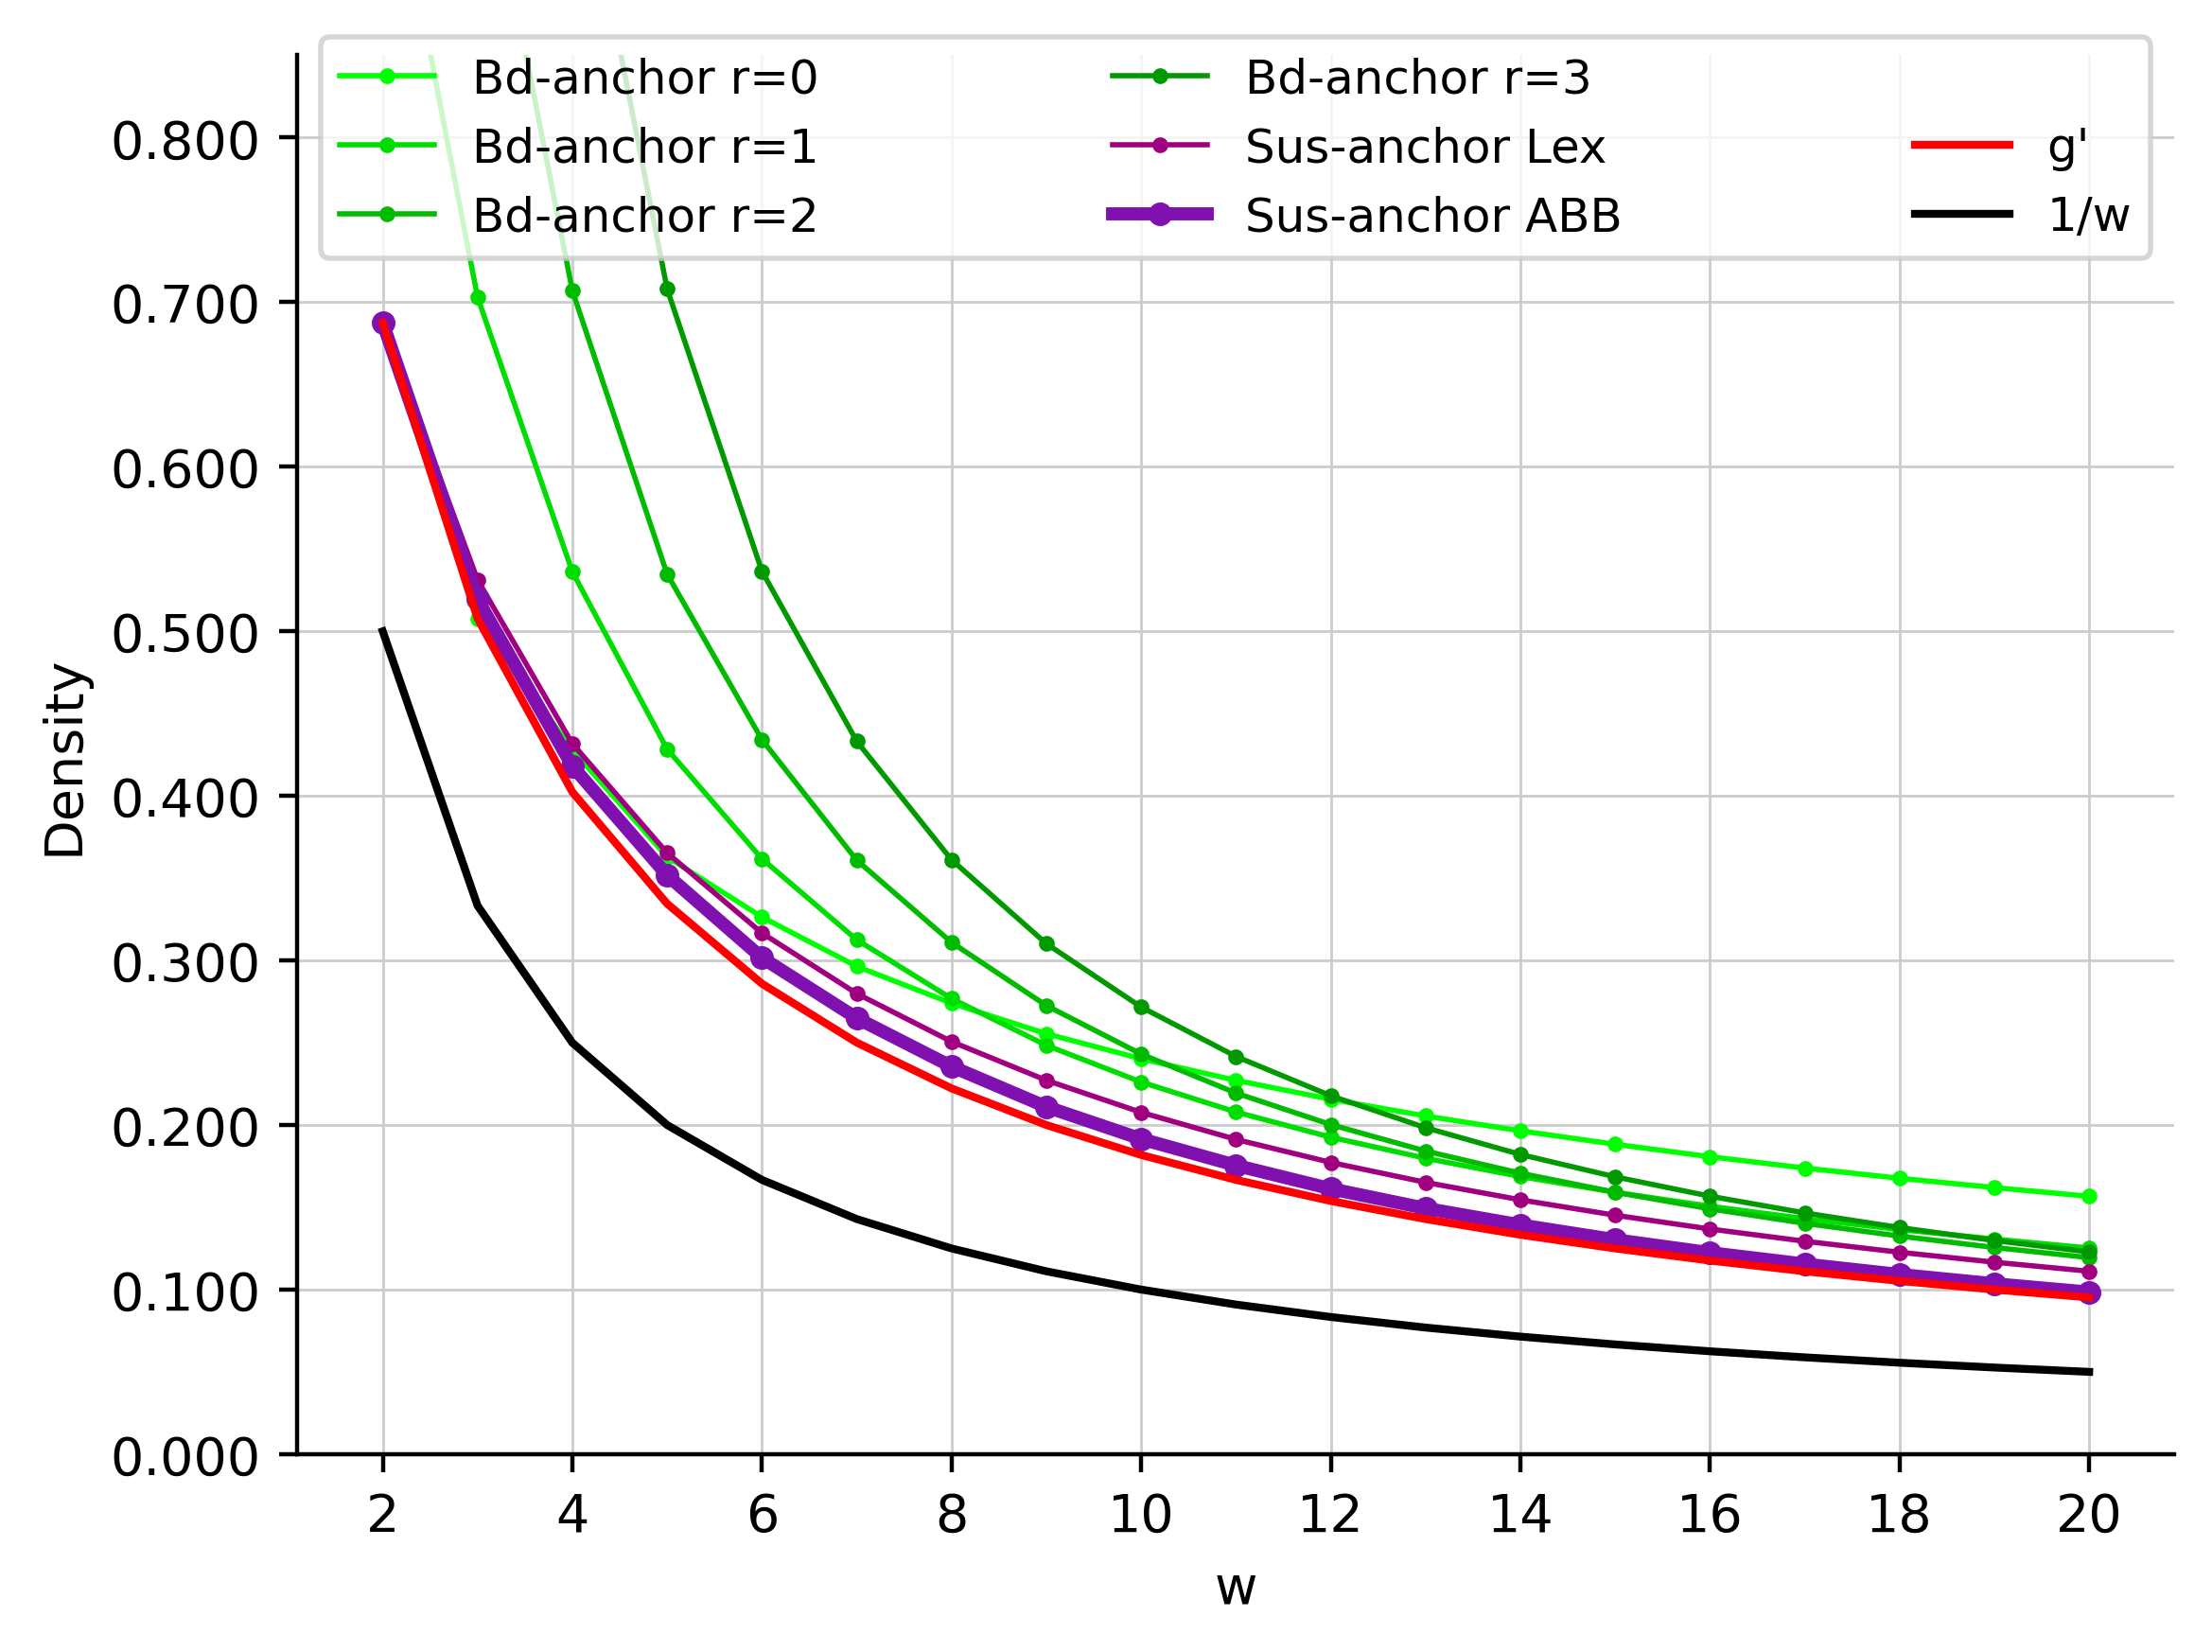 Bd-anchor r=0
Bd-anchor r=1
Bd-anchor r=2
Bd-anchor r=3
Sus-anchor Lex
Sus-anchor ABB
g'
1/w
Density
0.800
0.700
0.600
0.500
0.400
0.300
0.200
0.100
0.000
2 4 6 8 10 12 14 16 18 20
w